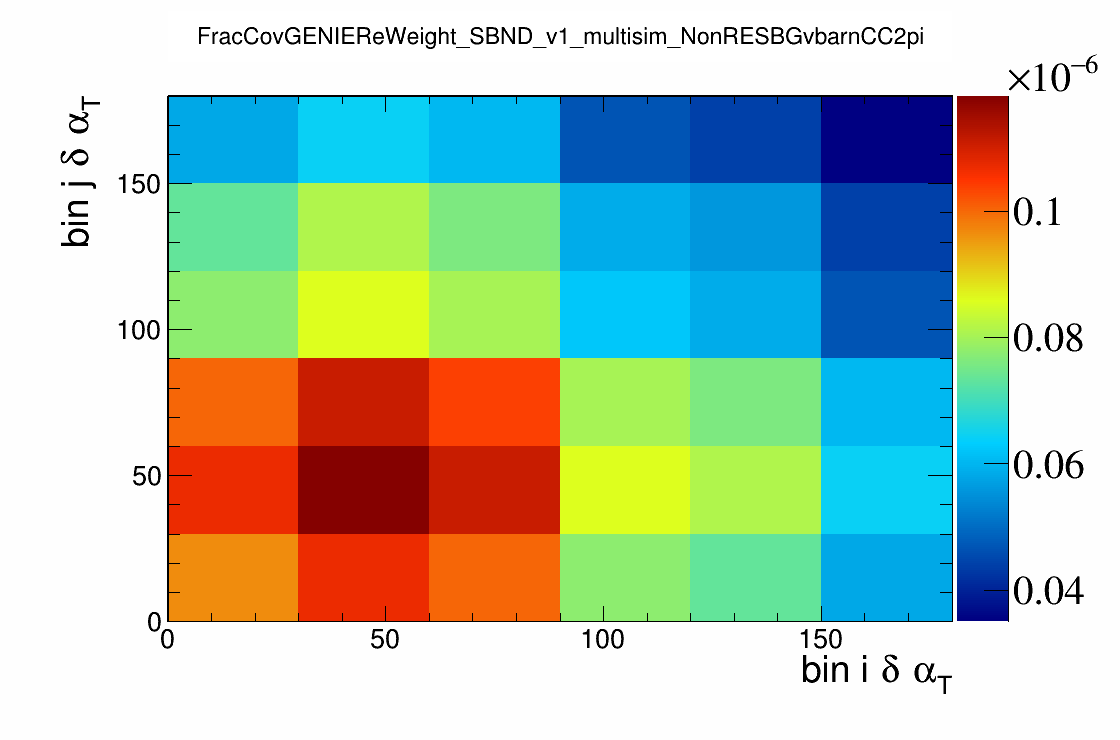 FracCovGENIEReWeight_SBND_v1_multisim_NonRESBGvbarnCC2pi
×10⁻⁶
bin j δ α_T
150
100
50
0
0 50 100 150
bin i δ α_T
0.1
0.08
0.06
0.04